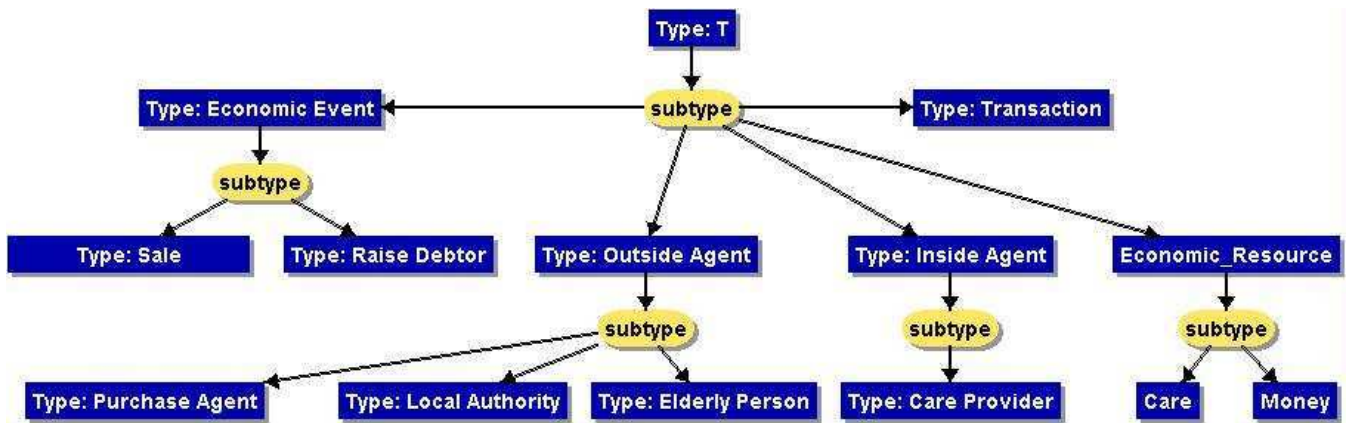 Type: T
Type: Economic Event
subtype
Type: Transaction
subtype
Type: Sale
Type: Raise Debtor
Type: Outside Agent
Type: Inside Agent
Economic_Resource
subtype
subtype
subtype
Type: Purchase Agent
Type: Local Authority
Type: Elderly Person
Type: Care Provider
Care
Money